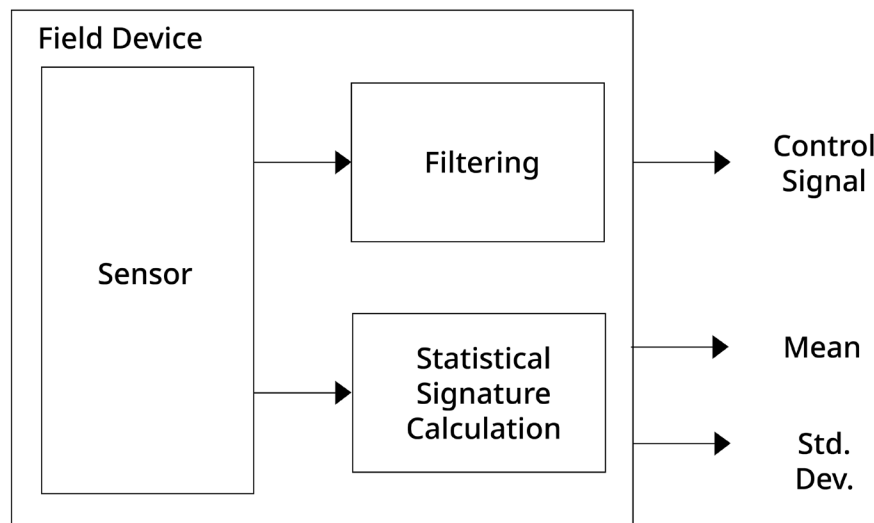 Field Device
Sensor
Filtering
Control
Signal
Statistical
Signature
Calculation
Mean
Std.
Dev.